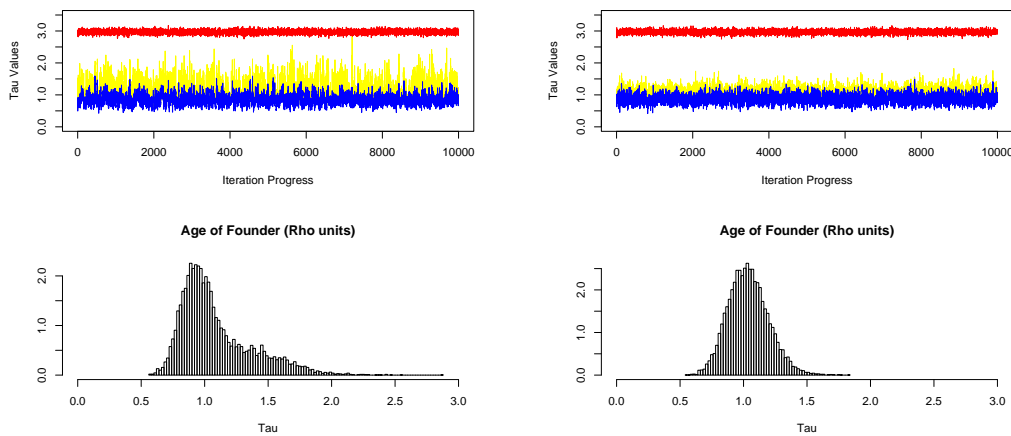 Tau Values
3.0
2.0
1.0
0.0
0 2000 4000 6000 8000 10000
Iteration Progress
Tau Values
3.0
2.0
1.0
0.0
0 2000 4000 6000 8000 10000
Iteration Progress
Age of Founder (Rho units)
2.0
1.0
0.0
0.0 0.5 1.0 1.5 2.0 2.5 3.0
Tau
Age of Founder (Rho units)
2.0
1.0
0.0
0.0 0.5 1.0 1.5 2.0 2.5 3.0
Tau